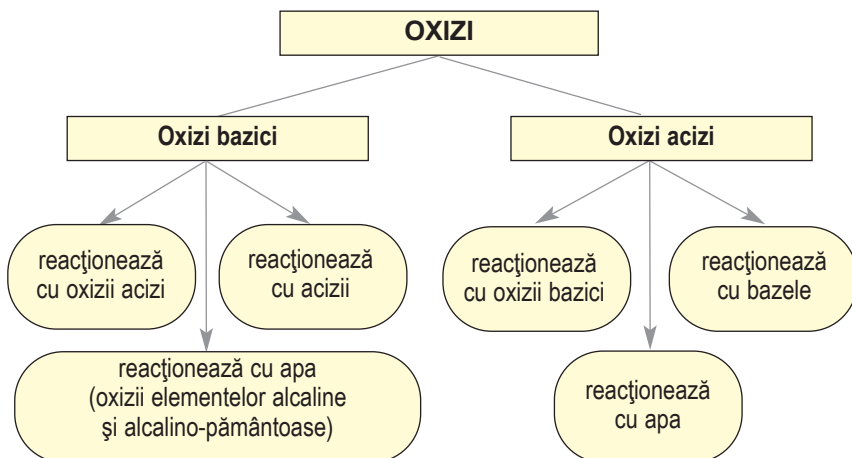 OXIZI
Oxizi bazici
Oxizi acizi
reacţionează
cu oxizii acizi
reacţionează
cu acizii
reacţionează
cu oxizii bazici
reacţionează
cu bazele
reacţionează cu apa
(oxizii elementelor alcaline
şi alcalino-pământoase)
reacţionează
cu apa